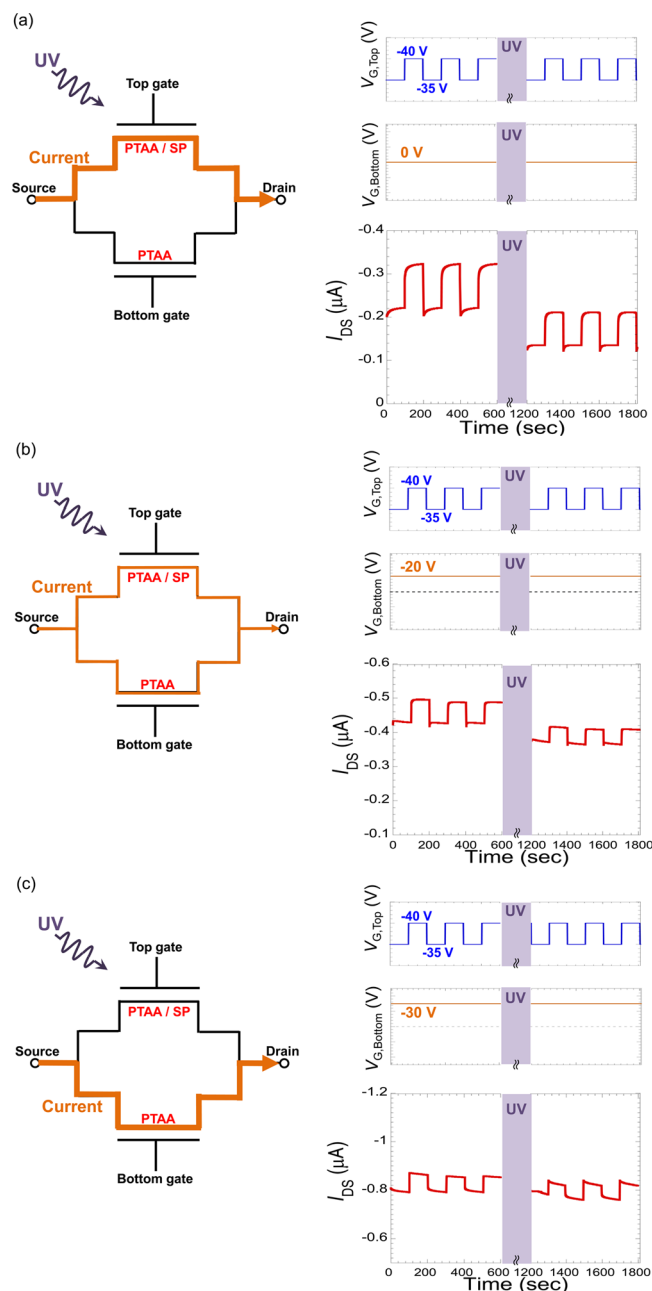 (a)
UV
Top gate
Current
PTAA / SP
Source
Drain
PTAA
Bottom gate
V_G,Top (V)
-40 V
-35 V
UV
V_G,Bottom (V)
0 V
UV
I_DS (μA)
-0.4
-0.3
-0.2
-0.1
0
UV
0 200 400 600 1200 1400 1600 1800
Time (sec)
(b)
UV
Top gate
Current
PTAA / SP
Source
Drain
PTAA
Bottom gate
V_G,Top (V)
-40 V
-35 V
UV
V_G,Bottom (V)
-20 V
UV
I_DS (μA)
-0.6
-0.5
-0.4
-0.3
-0.2
-0.1
UV
0 200 400 600 1200 1400 1600 1800
Time (sec)
(c)
UV
Top gate
PTAA / SP
Source
Drain
Current
PTAA
Bottom gate
V_G,Top (V)
-40 V
-35 V
UV
V_G,Bottom (V)
-30 V
UV
I_DS (μA)
-1.2
-1
-0.8
-0.6
UV
0 200 400 600 1200 1400 1600 1800
Time (sec)